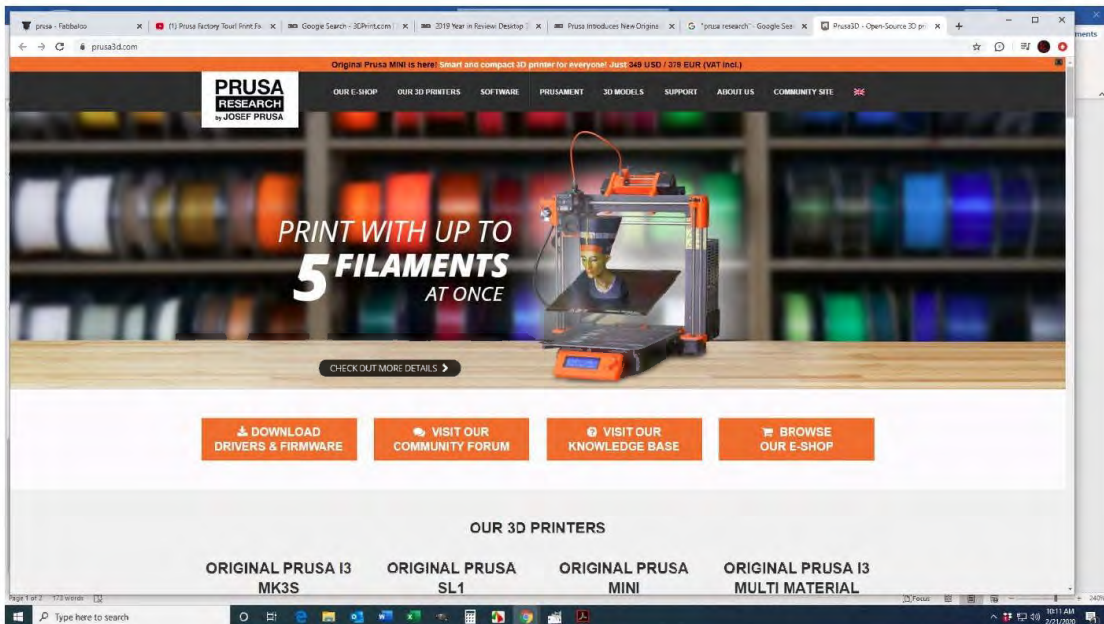 prusa - Fabbaloo
(1) Prusa Factory Tour! Print Fa
Google Search - 3DPrint.com |
2019 Year in Review: Desktop
Prusa Introduces New Origina
"prusa research" - Google Sea
Prusa3D - Open-Source 3D pr
ments
prusa3d.com
Original Prusa MINI is here! Smart and compact 3D printer for everyone! Just 349 USD / 379 EUR (VAT incl.)
PRUSA
RESEARCH
by JOSEF PRUSA
OUR E-SHOP
OUR 3D PRINTERS
SOFTWARE
PRUSAMENT
3D MODELS
SUPPORT
ABOUT US
COMMUNITY SITE
PRINT WITH UP TO
5 FILAMENTS
AT ONCE
CHECK OUT MORE DETAILS
DOWNLOAD
DRIVERS & FIRMWARE
VISIT OUR
COMMUNITY FORUM
VISIT OUR
KNOWLEDGE BASE
BROWSE
OUR E-SHOP
OUR 3D PRINTERS
ORIGINAL PRUSA I3
MK3S
ORIGINAL PRUSA
SL1
ORIGINAL PRUSA
MINI
ORIGINAL PRUSA I3
MULTI MATERIAL
Page 1 of 2 173 words
Focus
240%
Type here to search
10:11 AM
2/21/2020